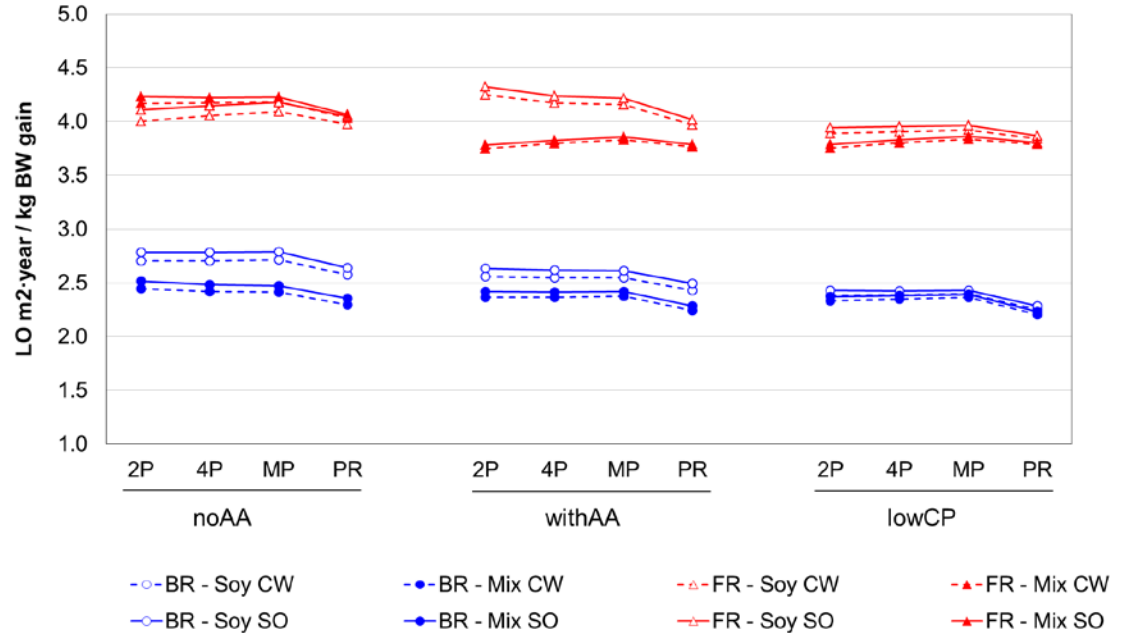 LO m2·year / kg BW gain
5.0
4.5
4.0
3.5
3.0
2.5
2.0
1.5
1.0
2P 4P MP PR 2P 4P MP PR 2P 4P MP PR
noAA withAA lowCP
BR - Soy CW BR - Mix CW FR - Soy CW FR - Mix CW
BR - Soy SO BR - Mix SO FR - Soy SO FR - Mix SO